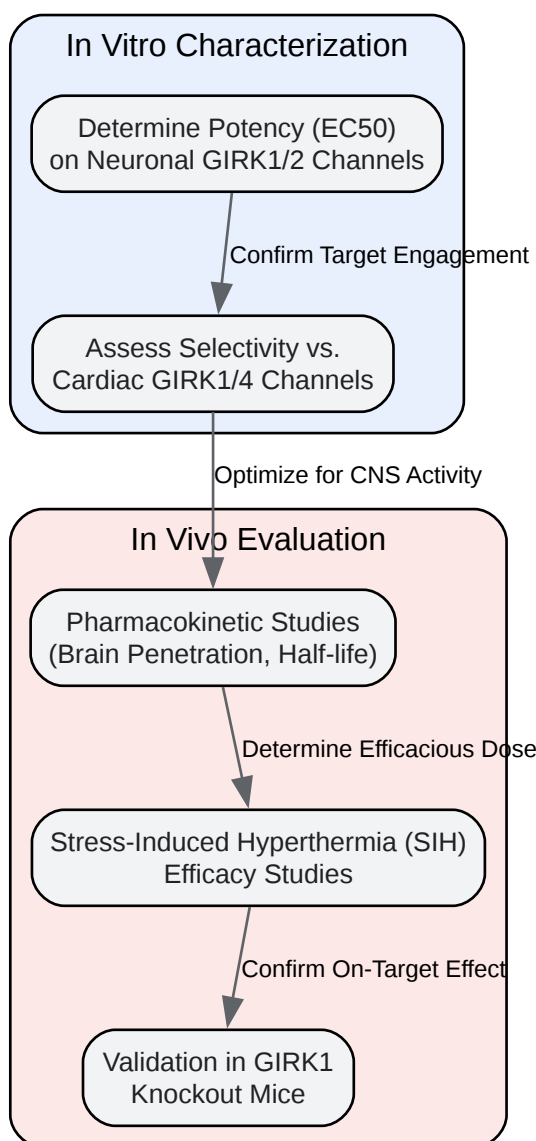 In Vitro Characterization
Determine Potency (EC50)
on Neuronal GIRK1/2 Channels
Confirm Target Engagement
Assess Selectivity vs.
Cardiac GIRK1/4 Channels
Optimize for CNS Activity
In Vivo Evaluation
Pharmacokinetic Studies
(Brain Penetration, Half-life)
Determine Efficacious Dose
Stress-Induced Hyperthermia (SIH)
Efficacy Studies
Confirm On-Target Effect
Validation in GIRK1
Knockout Mice